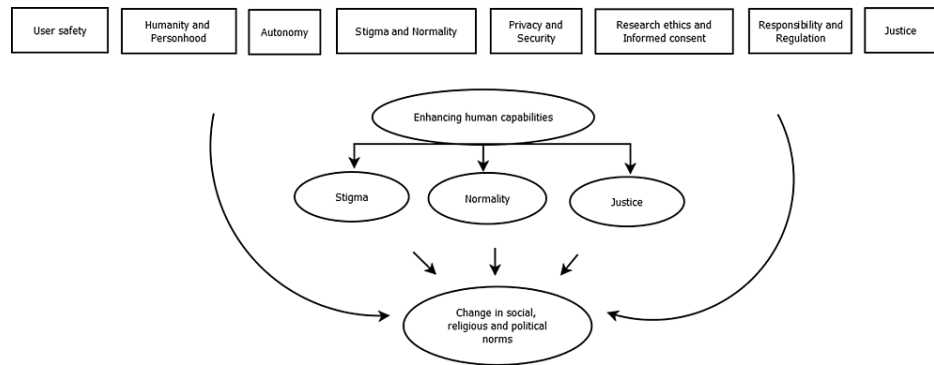 User safety
Humanity and
Personhood
Autonomy
Stigma and Normality
Privacy and
Security
Research ethics and
Informed consent
Responsibility and
Regulation
Justice
Enhancing human capabilities
Stigma
Normality
Justice
Change in social,
religious and political
norms